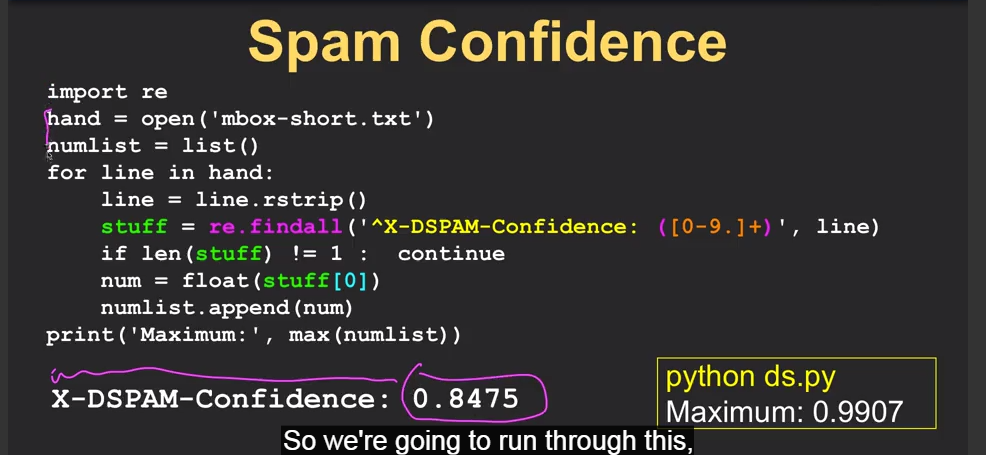 Spam Confidence
import re
hand = open('mbox-short.txt')
numlist = list()
for line in hand:
    line = line.rstrip()
    stuff = re.findall('^X-DSPAM-Confidence: ([0-9.]+)', line)
    if len(stuff) != 1 :  continue
    num = float(stuff[0])
    numlist.append(num)
print('Maximum:', max(numlist))
X-DSPAM-Confidence: 0.8475
python ds.py
Maximum: 0.9907
So we're going to run through this,